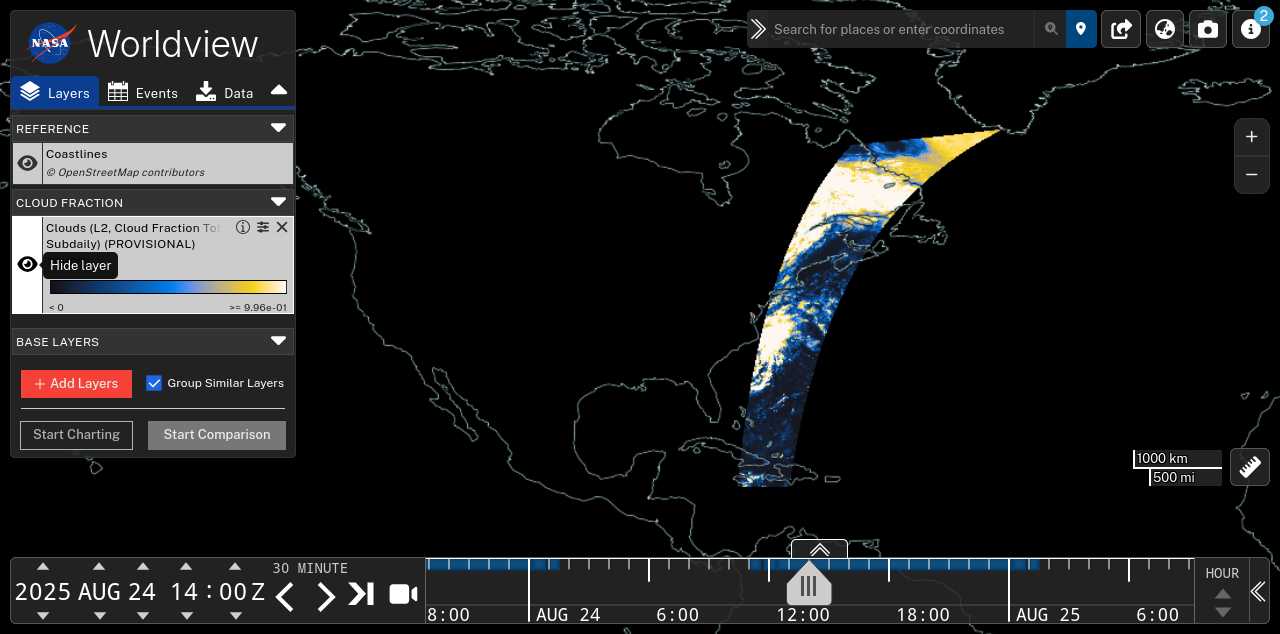 NASA
Worldview
Layers
Events
Data
Search for places or enter coordinates
2
REFERENCE
Coastlines
© OpenStreetMap contributors
CLOUD FRACTION
Clouds (L2, Cloud Fraction
Subdaily) (PROVISIONAL)
Hide layer
< 0
>= 9.96e-01
BASE LAYERS
+ Add Layers
Group Similar Layers
Start Charting
Start Comparison
+
−
1000 km
500 mi
30 MINUTE
2025 AUG 24 14 : 00 Z
8:00
AUG 24
6:00
12:00
18:00
AUG 25
6:00
HOUR